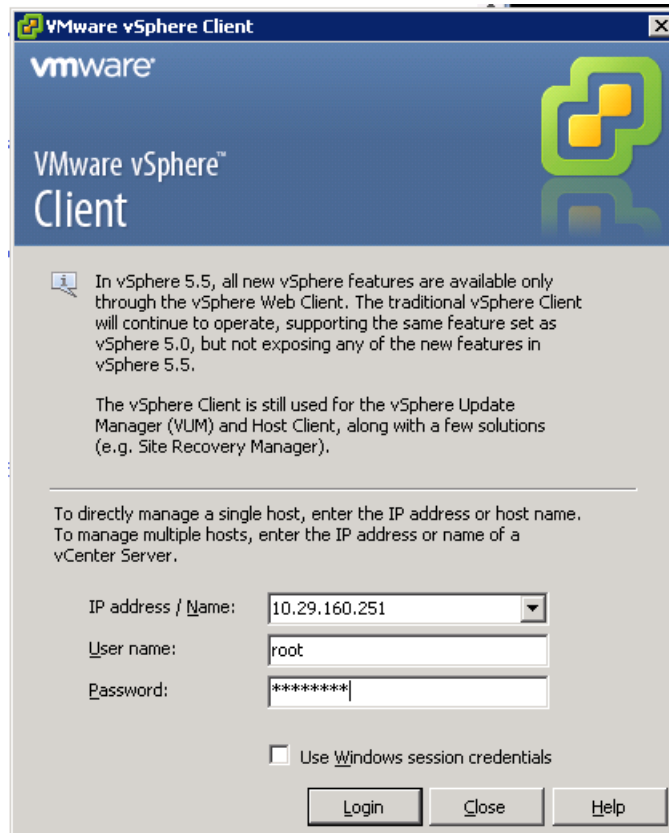 VMware vSphere Client
vmware®
VMware vSphere™
Client
In vSphere 5.5, all new vSphere features are available only
through the vSphere Web Client. The traditional vSphere Client
will continue to operate, supporting the same feature set as
vSphere 5.0, but not exposing any of the new features in
vSphere 5.5.
The vSphere Client is still used for the vSphere Update
Manager (VUM) and Host Client, along with a few solutions
(e.g. Site Recovery Manager).
To directly manage a single host, enter the IP address or host name.
To manage multiple hosts, enter the IP address or name of a
vCenter Server.
IP address / Name: 10.29.160.251
User name: root
Password: ********
Use Windows session credentials
Login Close Help